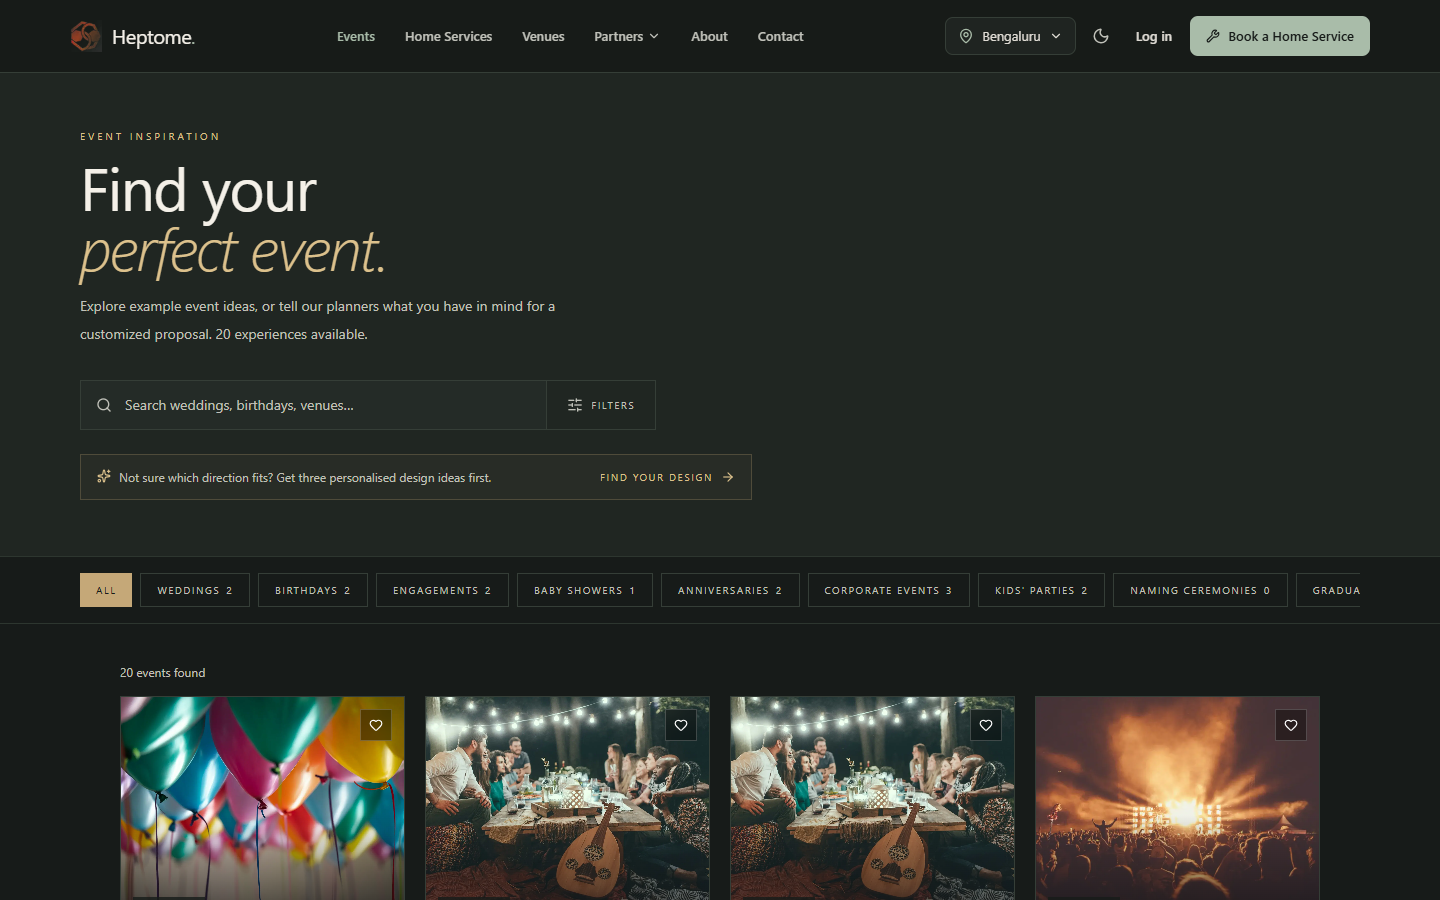 Heptome.
Events
Home Services
Venues
Partners
About
Contact
Bengaluru
Log in
Book a Home Service
EVENT INSPIRATION
Find your
perfect event.
Explore example event ideas, or tell our planners what you have in mind for a
customized proposal. 20 experiences available.
Search weddings, birthdays, venues...
FILTERS
Not sure which direction fits? Get three personalised design ideas first.
FIND YOUR DESIGN
ALL
WEDDINGS 2
BIRTHDAYS 2
ENGAGEMENTS 2
BABY SHOWERS 1
ANNIVERSARIES 2
CORPORATE EVENTS 3
KIDS' PARTIES 2
NAMING CEREMONIES 0
GRADUA
20 events found